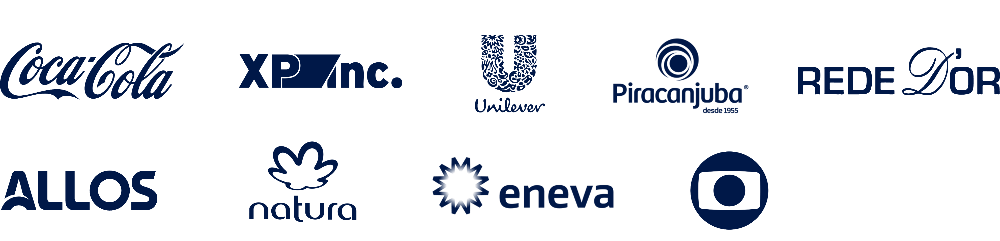 Coca-Cola
XP inc.
Unilever
Piracanjuba®
desde 1955
REDE D'OR
ALLOS
natura
eneva